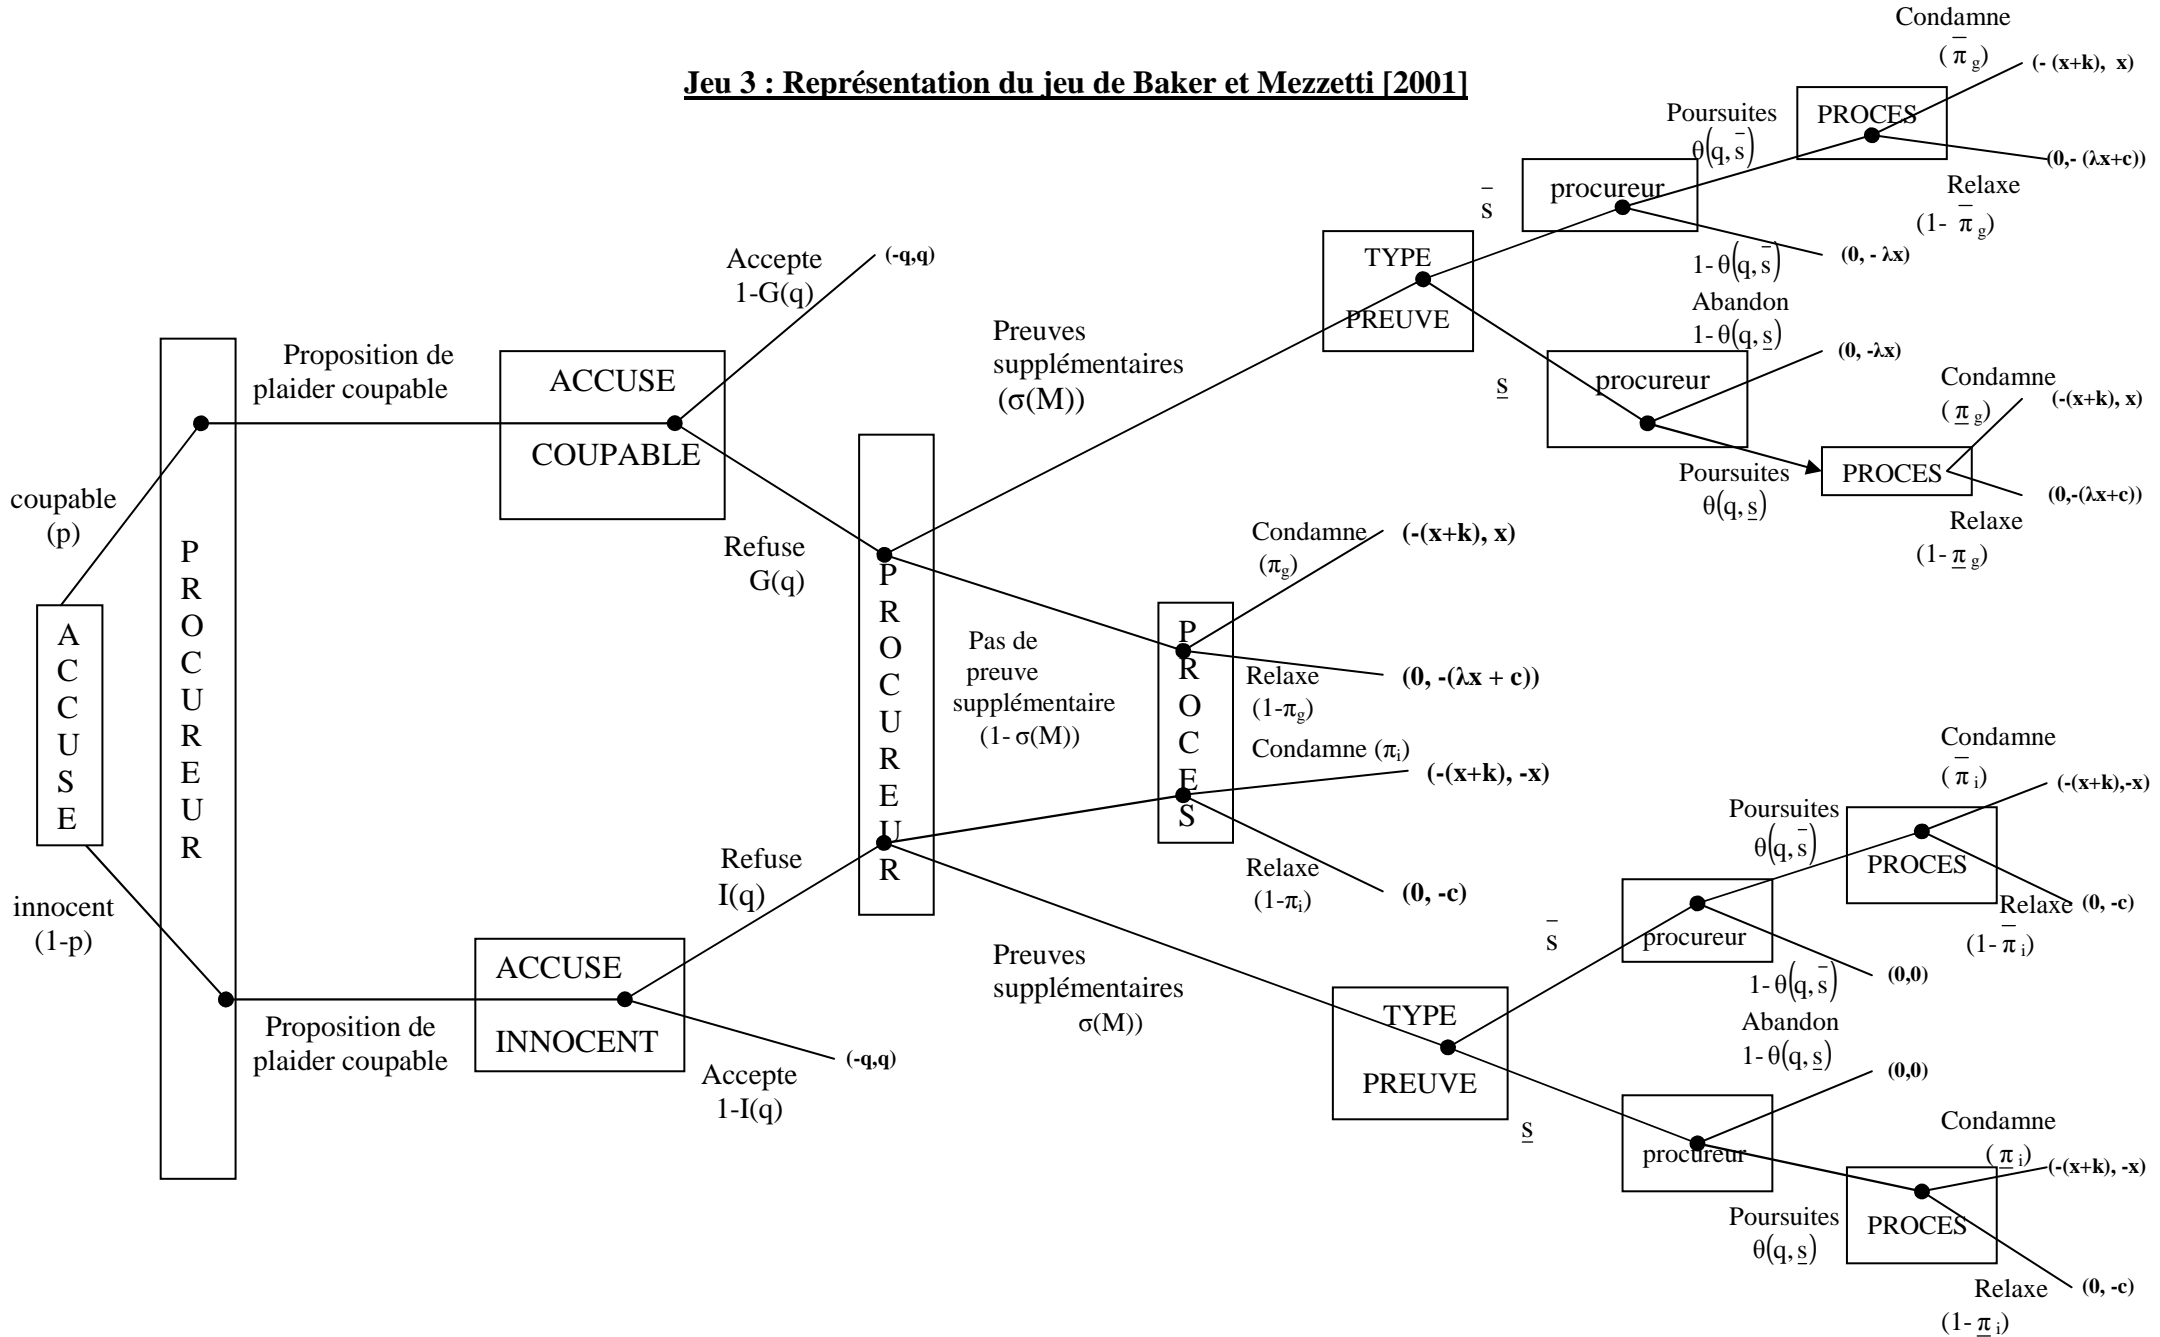 Jeu 3 : Représentation du jeu de Baker et Mezzetti [2001]
ACCUSE
coupable
(p)
innocent
(1-p)
PROCUREUR
Proposition de
plaider coupable
ACCUSE
COUPABLE
Accepte
1-G(q)
(-q,q)
Refuse
G(q)
Proposition de
plaider coupable
ACCUSE
INNOCENT
Refuse
I(q)
Accepte
1-I(q)
(-q,q)
PROCUREUR
Preuves
supplémentaires
(σ(M))
Pas de
preuve
supplémentaire
(1- σ(M))
Preuves
supplémentaires
σ(M))
TYPE
PREUVE
s̄
s̲
procureur
Poursuites
θ(q, s̄)
PROCES
Condamne
(π̄ g)
(- (x+k), x)
(0,- (λx+c))
Relaxe
(1- π̄ g)
1- θ(q, s̄)
(0, - λx)
Abandon
1- θ(q, s̲)
(0, -λx)
procureur
Poursuites
θ(q, s̲)
PROCES
Condamne
(π̲ g)
(-(x+k), x)
(0,-(λx+c))
Relaxe
(1- π̲ g)
PROCES
Condamne
(πg)
(-(x+k), x)
Relaxe
(1-πg)
(0, -(λx + c))
Condamne (πi)
(-(x+k), -x)
Relaxe
(1-πi)
(0, -c)
TYPE
PREUVE
s̄
s̲
procureur
Poursuites
θ(q, s̄)
PROCES
Condamne
(π̄ i)
(-(x+k),-x)
Relaxe
(0, -c)
(1- π̄ i)
1- θ(q, s̄)
(0,0)
Abandon
1- θ(q, s̲)
(0,0)
procureur
Poursuites
θ(q, s̲)
PROCES
Condamne
(π̲ i)
(-(x+k), -x)
Relaxe
(0, -c)
(1- π̲ i)